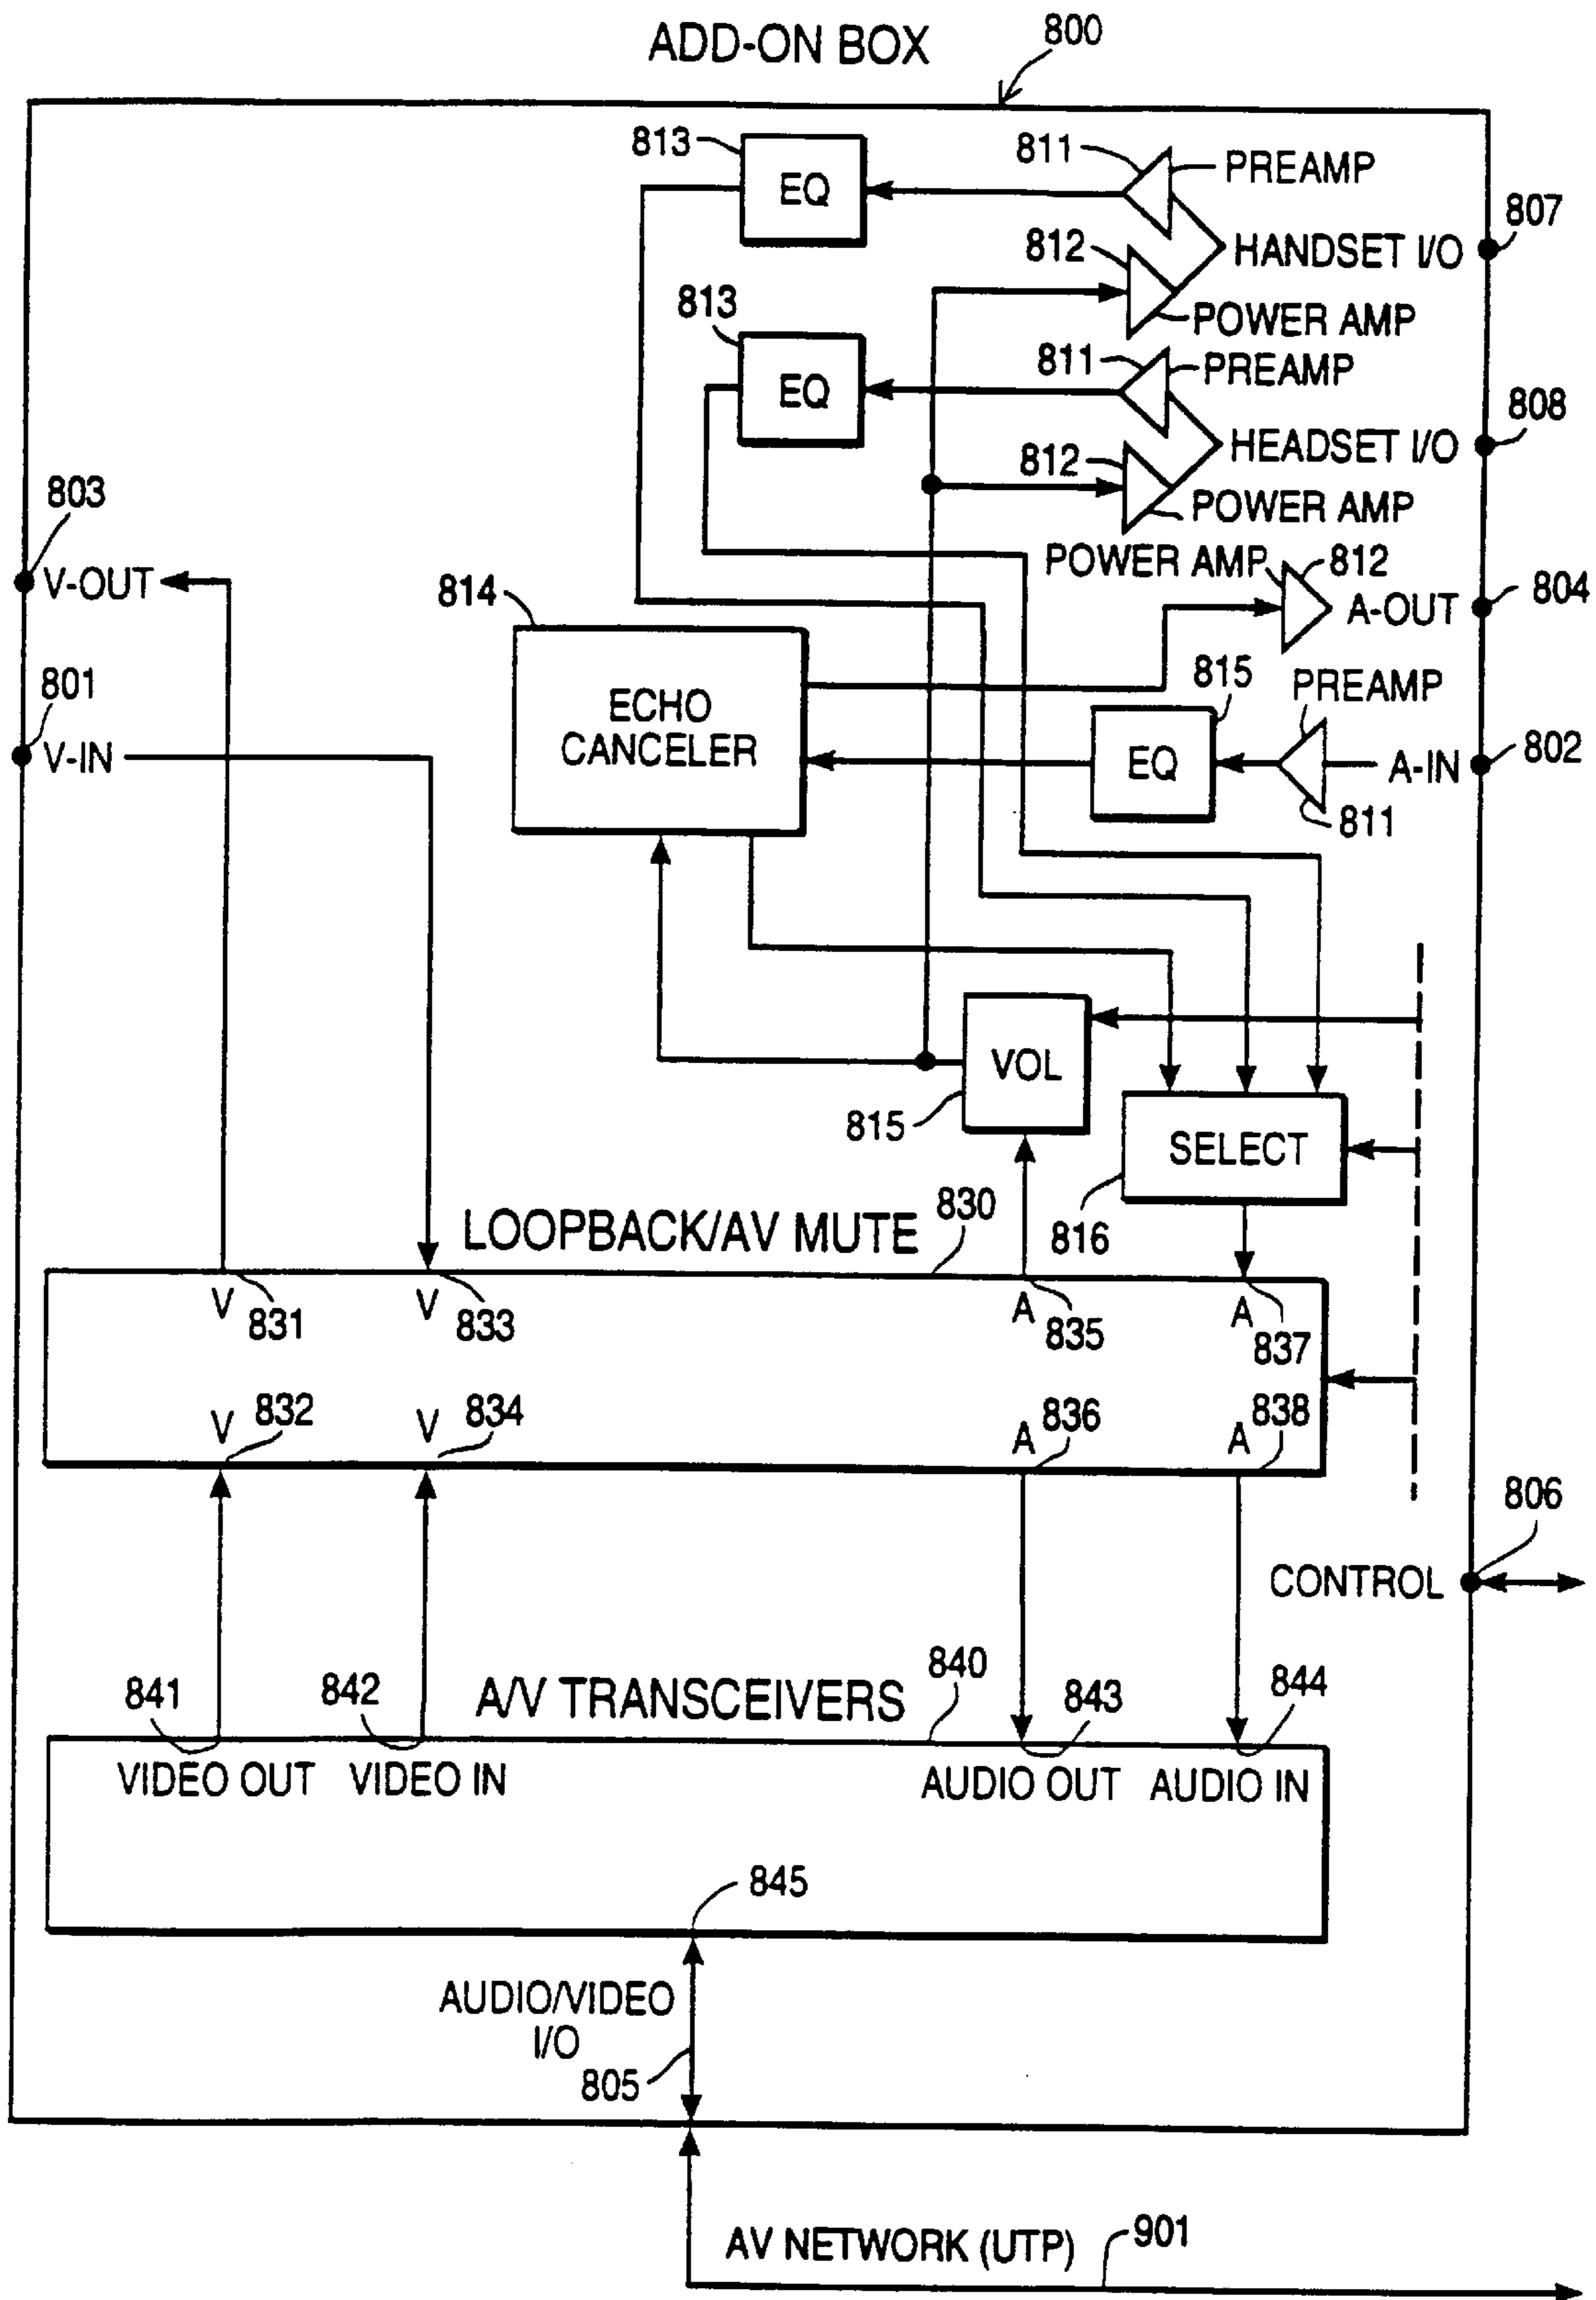 ADD-ON BOX
800
813
EQ
811
PREAMP
807
HANDSET I/O
812
POWER AMP
813
EQ
811
PREAMP
808
HEADSET I/O
812
POWER AMP
803
V-OUT
POWER AMP
812
A-OUT
804
814
ECHO
CANCELER
801
V-IN
815
EQ
PREAMP
A-IN
802
811
VOL
815
SELECT
816
LOOPBACK/AV MUTE
830
V
831
V
833
A
835
A
837
V
832
V
834
A
836
A
838
806
CONTROL
A/V TRANSCEIVERS
840
841
VIDEO OUT
842
VIDEO IN
843
AUDIO OUT
844
AUDIO IN
845
AUDIO/VIDEO
I/O
805
AV NETWORK (UTP)
901